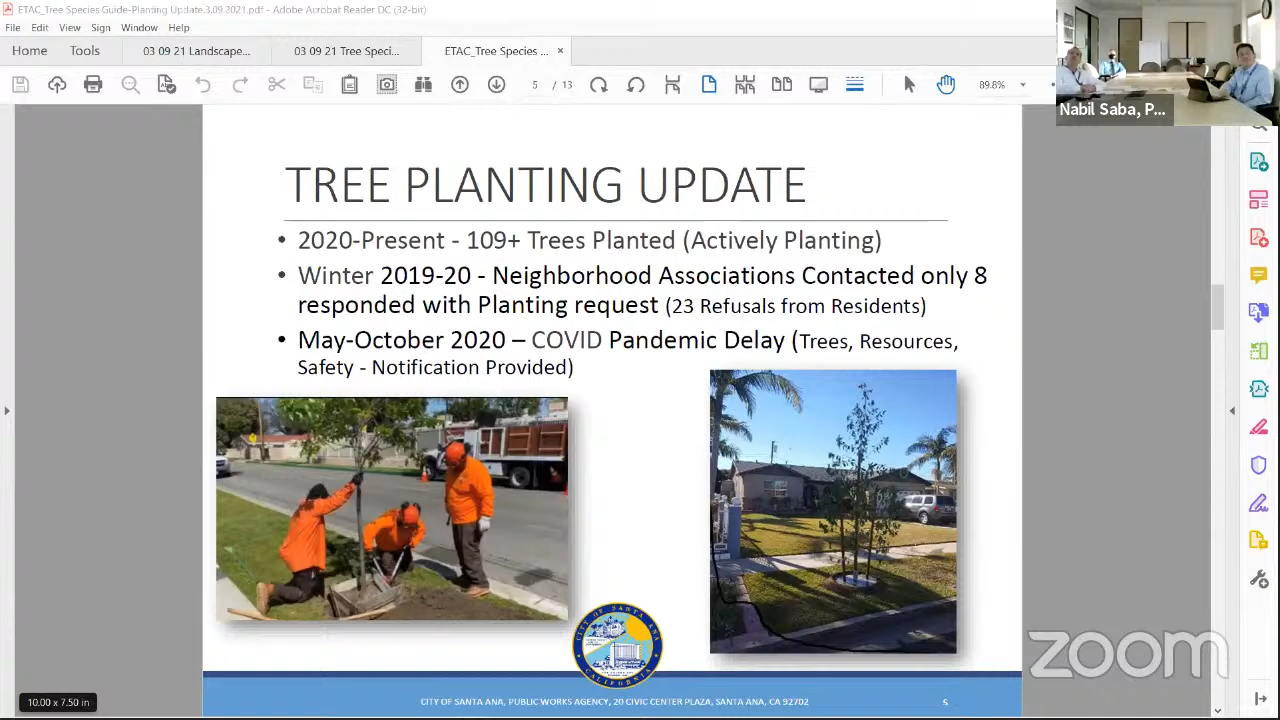 ETAC_Tree Species Guide-Planting Update.3.09.2021.pdf - Adobe Acrobat Reader DC (32-bit)
File Edit View Sign Window Help
Home Tools 03 09 21 Landscape... 03 09 21 Tree Speci... ETAC_Tree Species ... ×
5 / 13 89.8%
Nabil Saba, P...
TREE PLANTING UPDATE
• 2020-Present - 109+ Trees Planted (Actively Planting)
• Winter 2019-20 - Neighborhood Associations Contacted only 8
responded with Planting request (23 Refusals from Residents)
• May-October 2020 – COVID Pandemic Delay (Trees, Resources,
Safety - Notification Provided)
CITY OF SANTA ANA
CALIFORNIA
zoom
10.00 x 7.50 in
CITY OF SANTA ANA, PUBLIC WORKS AGENCY, 20 CIVIC CENTER PLAZA, SANTA ANA, CA 92702 5